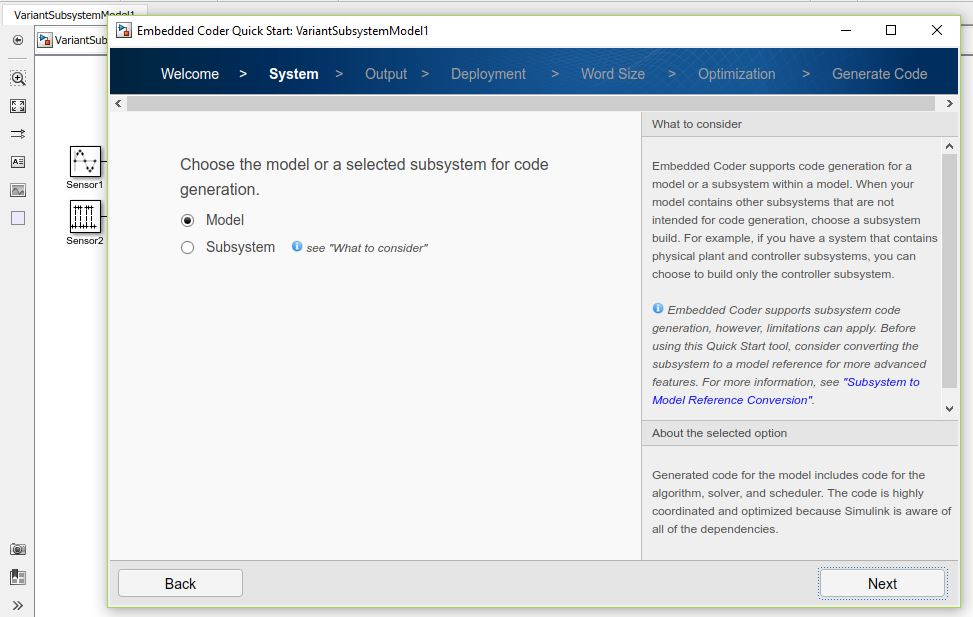 VariantSubsystemModel1
VariantSub
Sensor1
Sensor2
Embedded Coder Quick Start: VariantSubsystemModel1
Welcome > System > Output > Deployment > Word Size > Optimization > Generate Code
Choose the model or a selected subsystem for code
generation.
Model
Subsystem see "What to consider"
What to consider
Embedded Coder supports code generation for a
model or a subsystem within a model. When your
model contains other subsystems that are not
intended for code generation, choose a subsystem
build. For example, if you have a system that contains
physical plant and controller subsystems, you can
choose to build only the controller subsystem.
Embedded Coder supports subsystem code
generation, however, limitations can apply. Before
using this Quick Start tool, consider converting the
subsystem to a model reference for more advanced
features. For more information, see "Subsystem to
Model Reference Conversion".
About the selected option
Generated code for the model includes code for the
algorithm, solver, and scheduler. The code is highly
coordinated and optimized because Simulink is aware of
all of the dependencies.
Back
Next